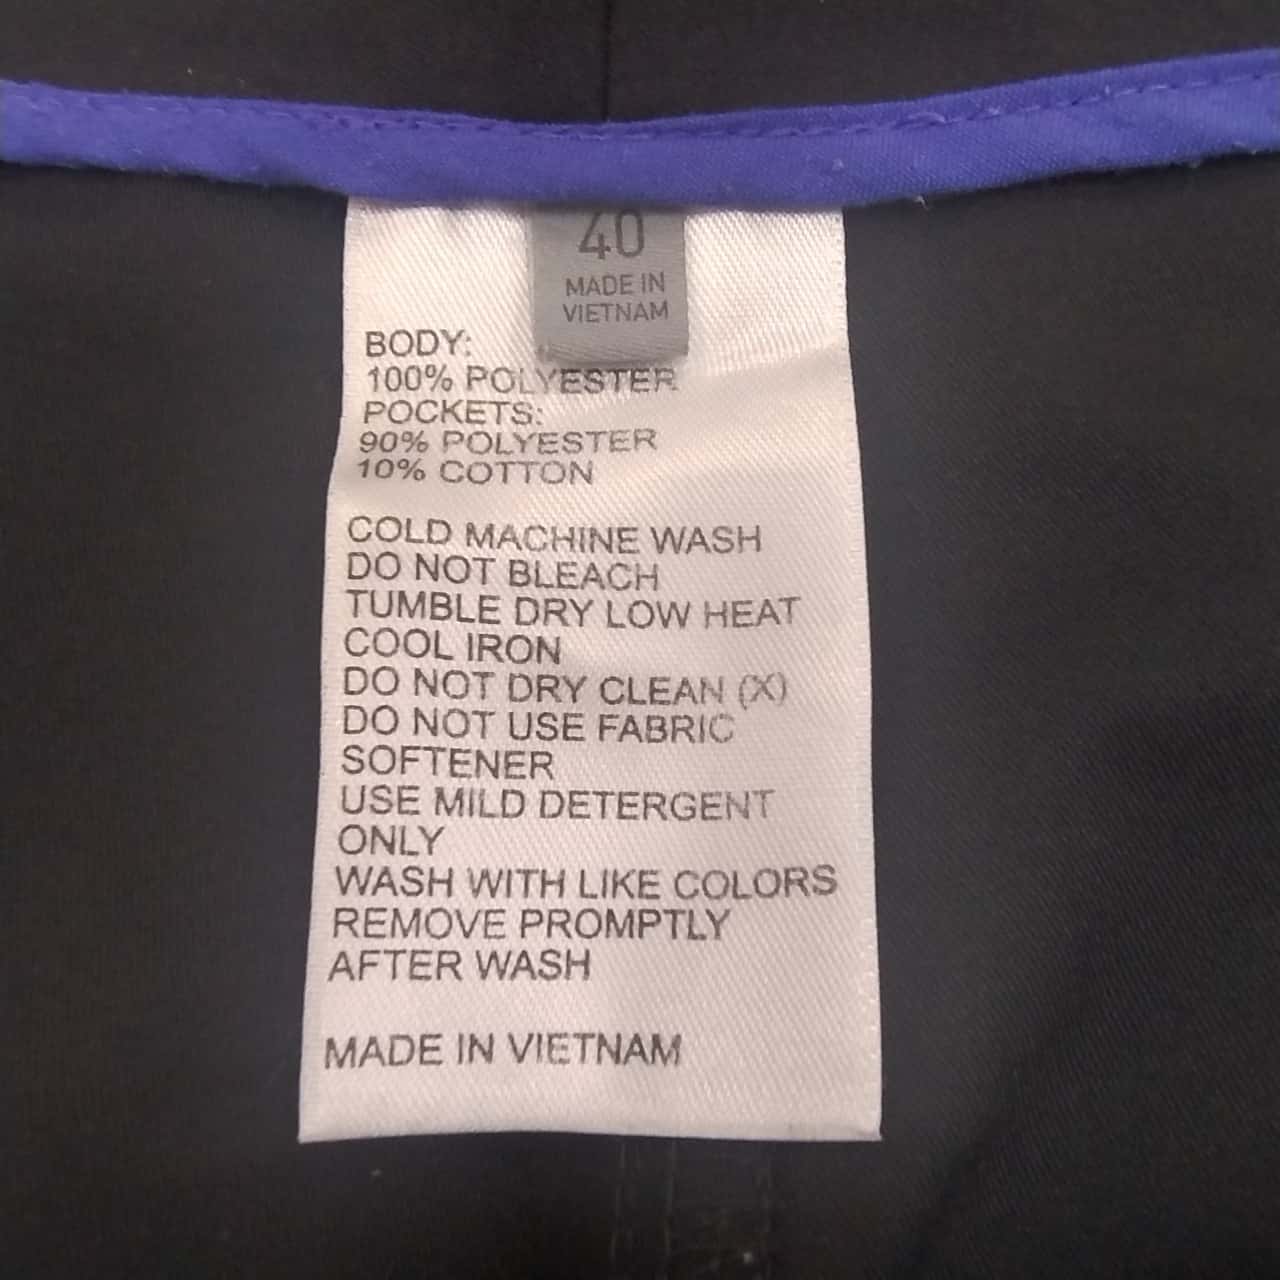 40
MADE IN
VIETNAM
BODY:
100% POLYESTER
POCKETS:
90% POLYESTER
10% COTTON
COLD MACHINE WASH
DO NOT BLEACH
TUMBLE DRY LOW HEAT
COOL IRON
DO NOT DRY CLEAN (X)
DO NOT USE FABRIC
SOFTENER
USE MILD DETERGENT
ONLY
WASH WITH LIKE COLORS
REMOVE PROMPTLY
AFTER WASH
MADE IN VIETNAM